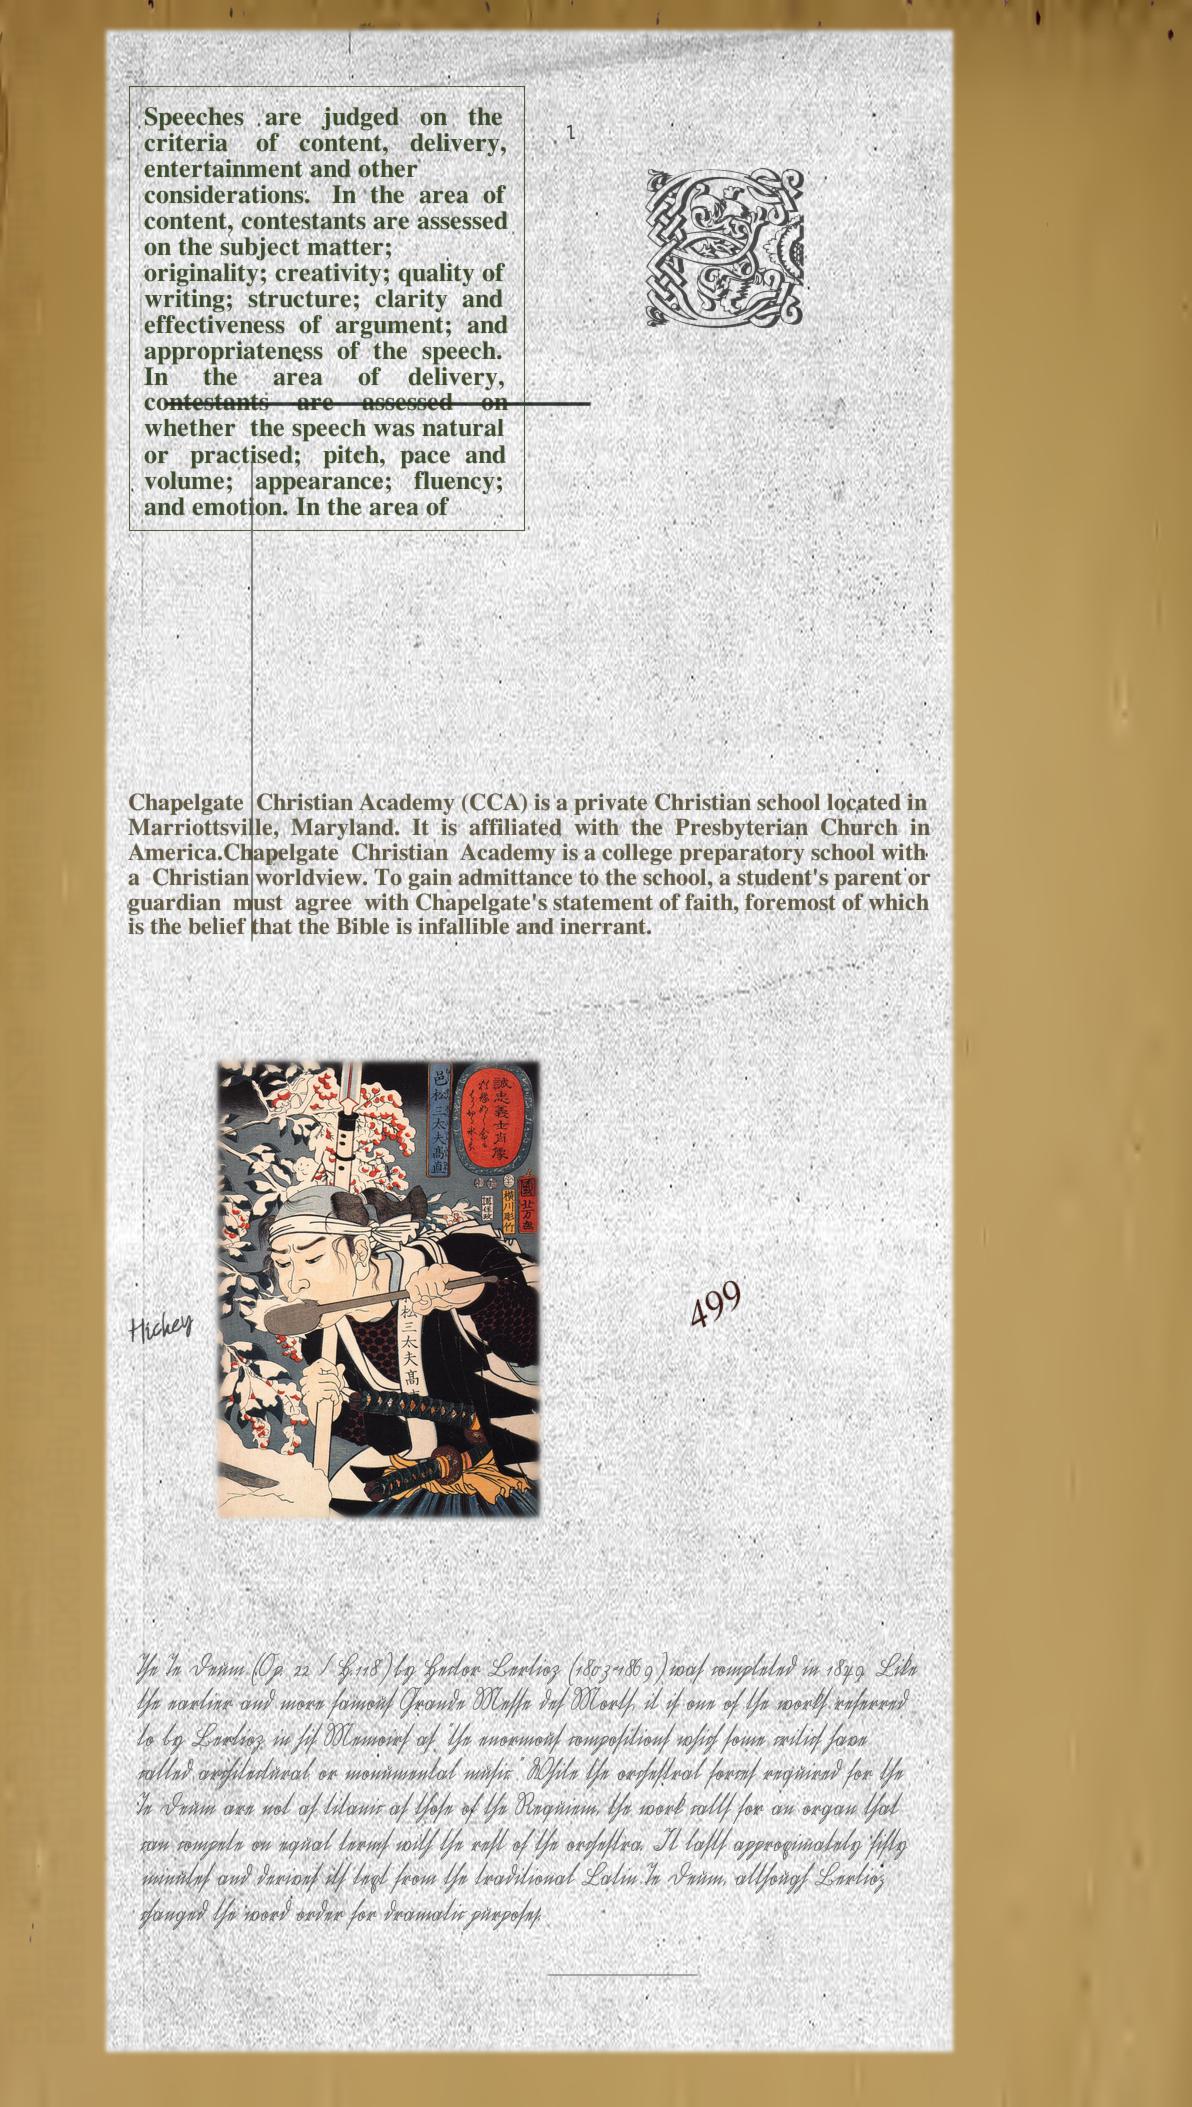 Speeches are judged on the
criteria of content, delivery,
entertainment and other
considerations. In the area of
content, contestants are assessed
on the subject matter;
originality; creativity; quality of
writing; structure; clarity and
effectiveness of argument; and
appropriateness of the speech.
In the area of delivery,
contestants are assessed on
whether the speech was natural
or practised; pitch, pace and
volume; appearance; fluency;
and emotion. In the area of
1
Chapelgate Christian Academy (CCA) is a private Christian school located in
Marriottsville, Maryland. It is affiliated with the Presbyterian Church in
America.Chapelgate Christian Academy is a college preparatory school with
a Christian worldview. To gain admittance to the school, a student's parent or
guardian must agree with Chapelgate's statement of faith, foremost of which
is the belief that the Bible is infallible and inerrant.
誠忠義士肖像
邑松三太夫高直
横川彫竹
松三太夫高
Hickey
499
The Te Deum (Op. 22 / H.118) by Hector Berlioz (1803–1869) was completed in 1849. Like
the earlier and more famous Grande Messe des Morts, it is one of the works referred
to by Berlioz in his Memoirs as "the enormous compositions which some critics have
called architectural or monumental music". While the orchestral forces required for the
Te Deum are not as titanic as those of the Requiem, the work calls for an organ that
can compete on equal terms with the rest of the orchestra. It lasts approximately fifty
minutes and derives its text from the traditional Latin Te Deum, although Berlioz
changed the word order for dramatic purposes.